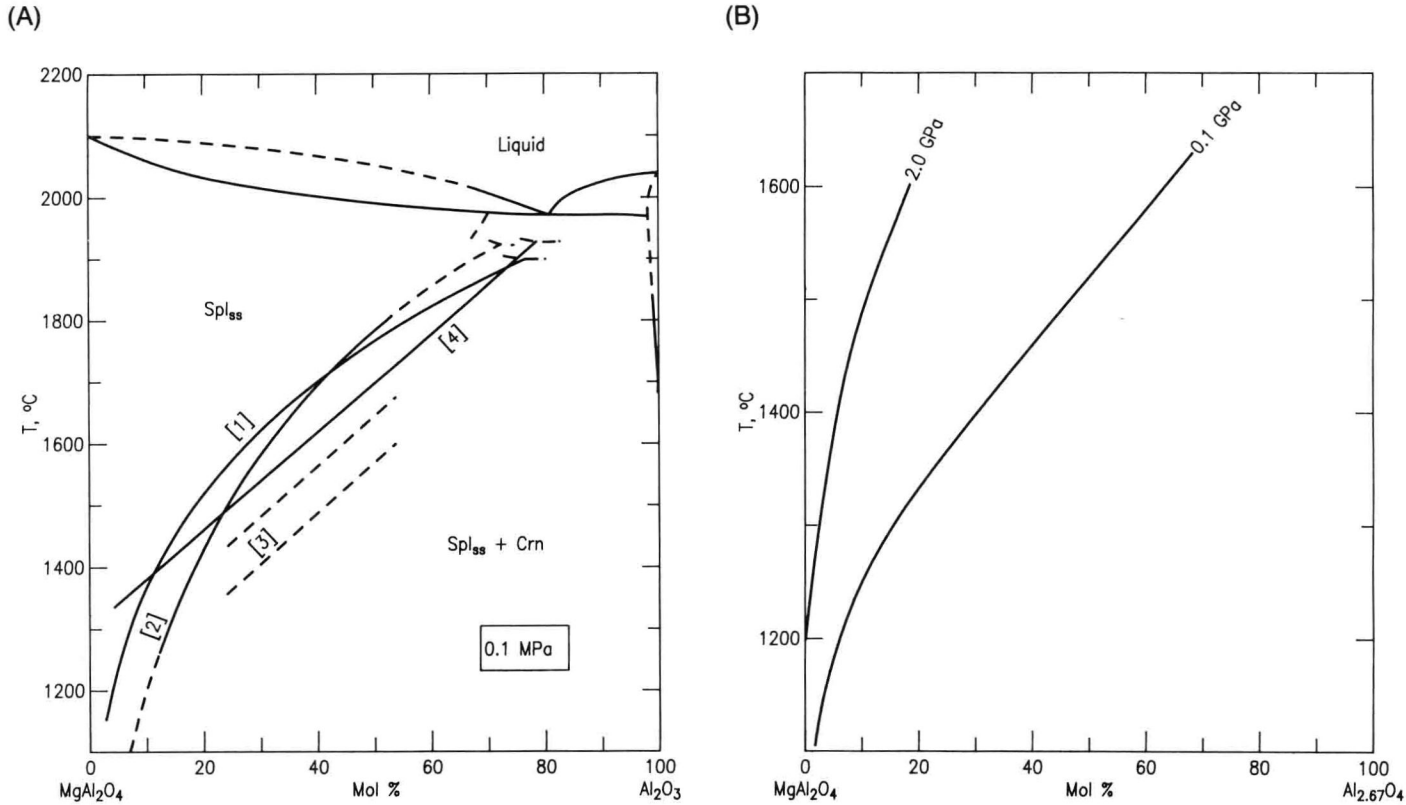 (A)
2200
2000
1800
1600
1400
1200
T, °C
Liquid
Spl_ss
[1]
[4]
[3]
[2]
Spl_ss + Crn
0.1 MPa
0 20 40 60 80 100
MgAl₂O₄ Mol % Al₂O₃
(B)
1600
1400
1200
T, °C
2.0 GPa
0.1 GPa
0 20 40 60 80 100
MgAl₂O₄ Mol % Al₂.₆₇O₄